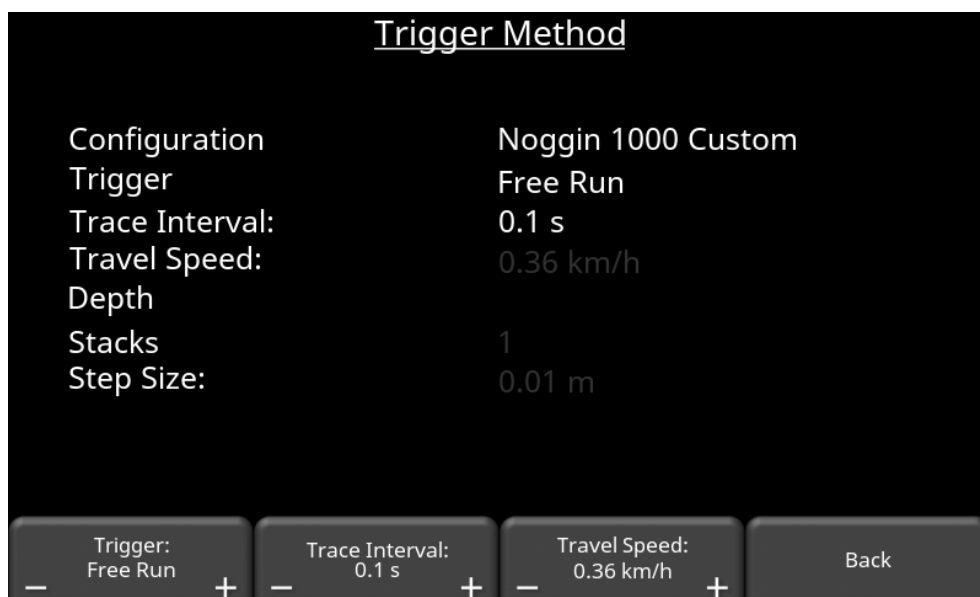 Trigger Method
Configuration Noggin 1000 Custom
Trigger Free Run
Trace Interval: 0.1 s
Travel Speed: 0.36 km/h
Depth
Stacks 1
Step Size: 0.01 m
Trigger:
Free Run
− +
Trace Interval:
0.1 s
− +
Travel Speed:
0.36 km/h
− +
Back